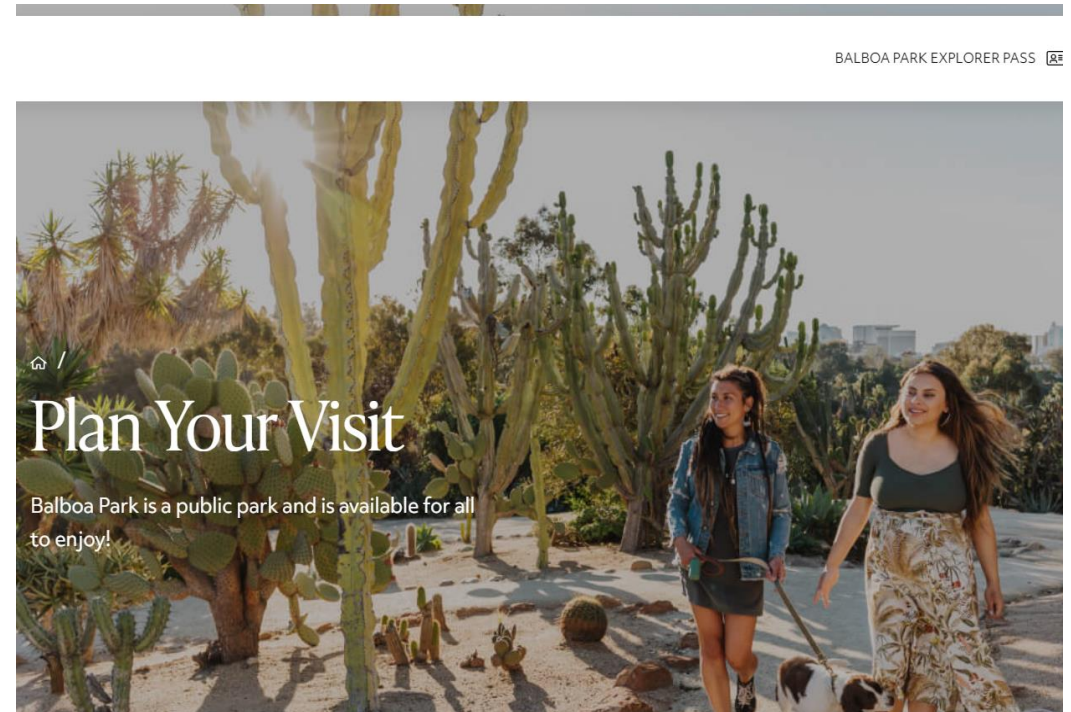 BALBOA PARK EXPLORER PASS
/
Plan Your Visit
Balboa Park is a public park and is available for all
to enjoy!